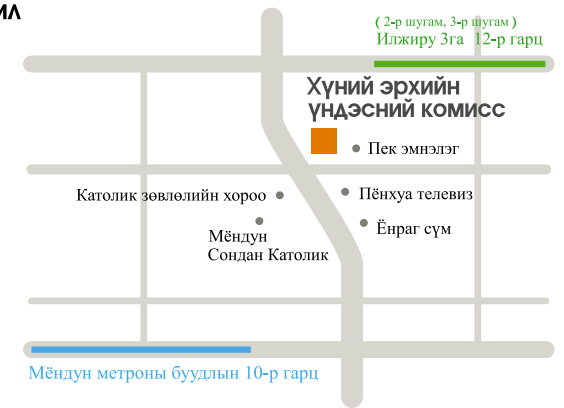 ( 2-р шугам, 3-р шугам )
Илжиру 3га 12-р гарц
Хүний эрхийн
үндэсний комисс
Пек эмнэлэг
Католик зөвлөлийн хороо
Пёнхуа телевиз
Ёнраг сүм
Мёндун
Сондан Католик
Мёндун метроны буудлын 10-р гарц